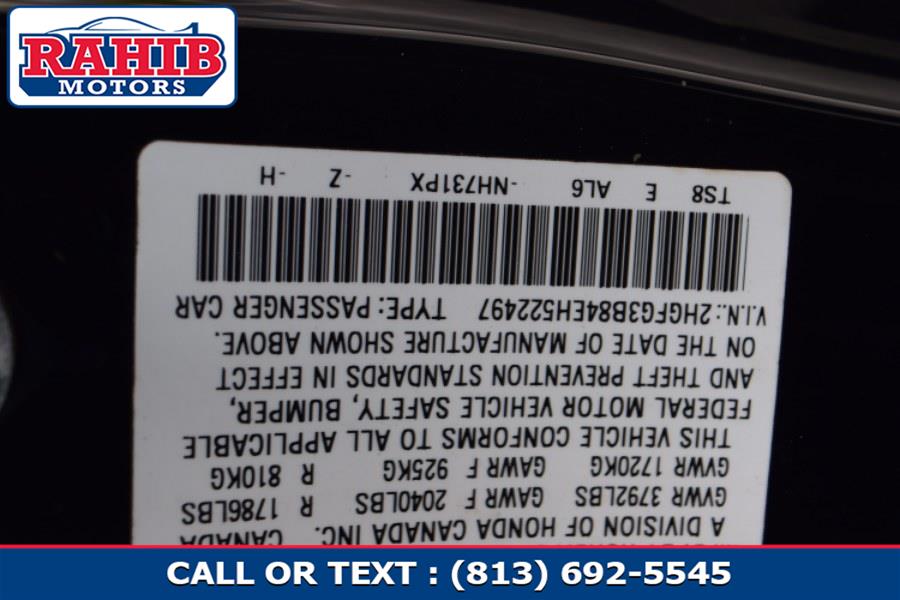 RAHIB
MOTORS
A DIVISION OF HONDA CANADA INC. CANADA
GVWR 3792LBS GAWR F 2040LBS R 1786LBS
GVWR 1720KG GAWR F 925KG R 810KG
THIS VEHICLE CONFORMS TO ALL APPLICABLE
FEDERAL MOTOR VEHICLE SAFETY, BUMPER,
AND THEFT PREVENTION STANDARDS IN EFFECT
ON THE DATE OF MANUFACTURE SHOWN ABOVE.
V.I.N.: 2HGFG3B84EH522497 TYPE: PASSENGER CAR
TS8 E AL6 -NH731PX -Z -H
CALL OR TEXT : (813) 692-5545